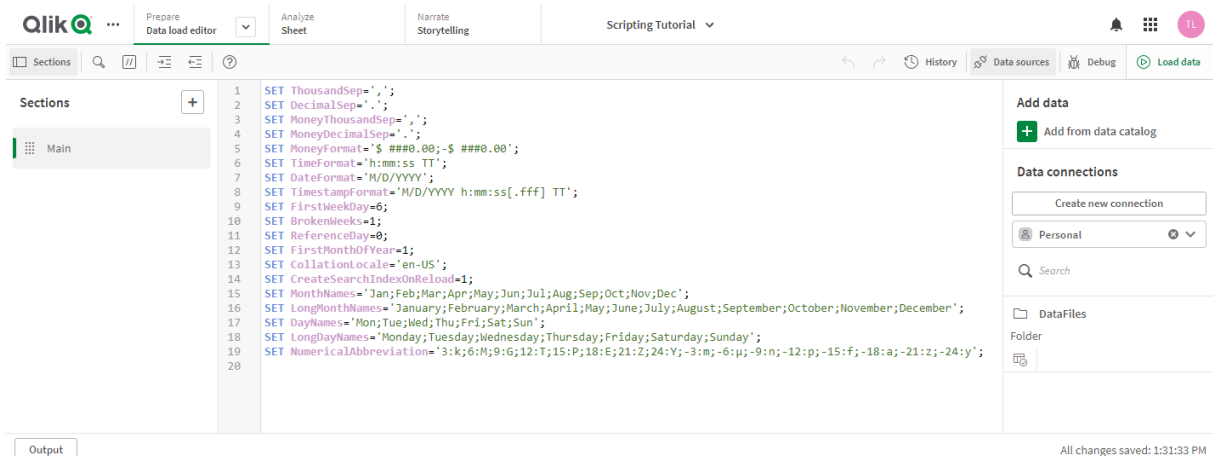 Qlik
Prepare
Data load editor
Analyze
Sheet
Narrate
Storytelling
Scripting Tutorial
TL
Sections
History
Data sources
Debug
Load data
Sections
Main
1 SET ThousandSep=',';
2 SET DecimalSep='.';
3 SET MoneyThousandSep=',';
4 SET MoneyDecimalSep='.';
5 SET MoneyFormat='$ ###0.00;-$ ###0.00';
6 SET TimeFormat='h:mm:ss TT';
7 SET DateFormat='M/D/YYYY';
8 SET TimestampFormat='M/D/YYYY h:mm:ss[.fff] TT';
9 SET FirstWeekDay=6;
10 SET BrokenWeeks=1;
11 SET ReferenceDay=0;
12 SET FirstMonthOfYear=1;
13 SET CollationLocale='en-US';
14 SET CreateSearchIndexOnReload=1;
15 SET MonthNames='Jan;Feb;Mar;Apr;May;Jun;Jul;Aug;Sep;Oct;Nov;Dec';
16 SET LongMonthNames='January;February;March;April;May;June;July;August;September;October;November;December';
17 SET DayNames='Mon;Tue;Wed;Thu;Fri;Sat;Sun';
18 SET LongDayNames='Monday;Tuesday;Wednesday;Thursday;Friday;Saturday;Sunday';
19 SET NumericalAbbreviation='3:k;6:M;9:G;12:T;15:P;18:E;21:Z;24:Y;-3:m;-6:μ;-9:n;-12:p;-15:f;-18:a;-21:z;-24:y';
20
Add data
Add from data catalog
Data connections
Create new connection
Personal
Search
DataFiles
Folder
Output
All changes saved: 1:31:33 PM